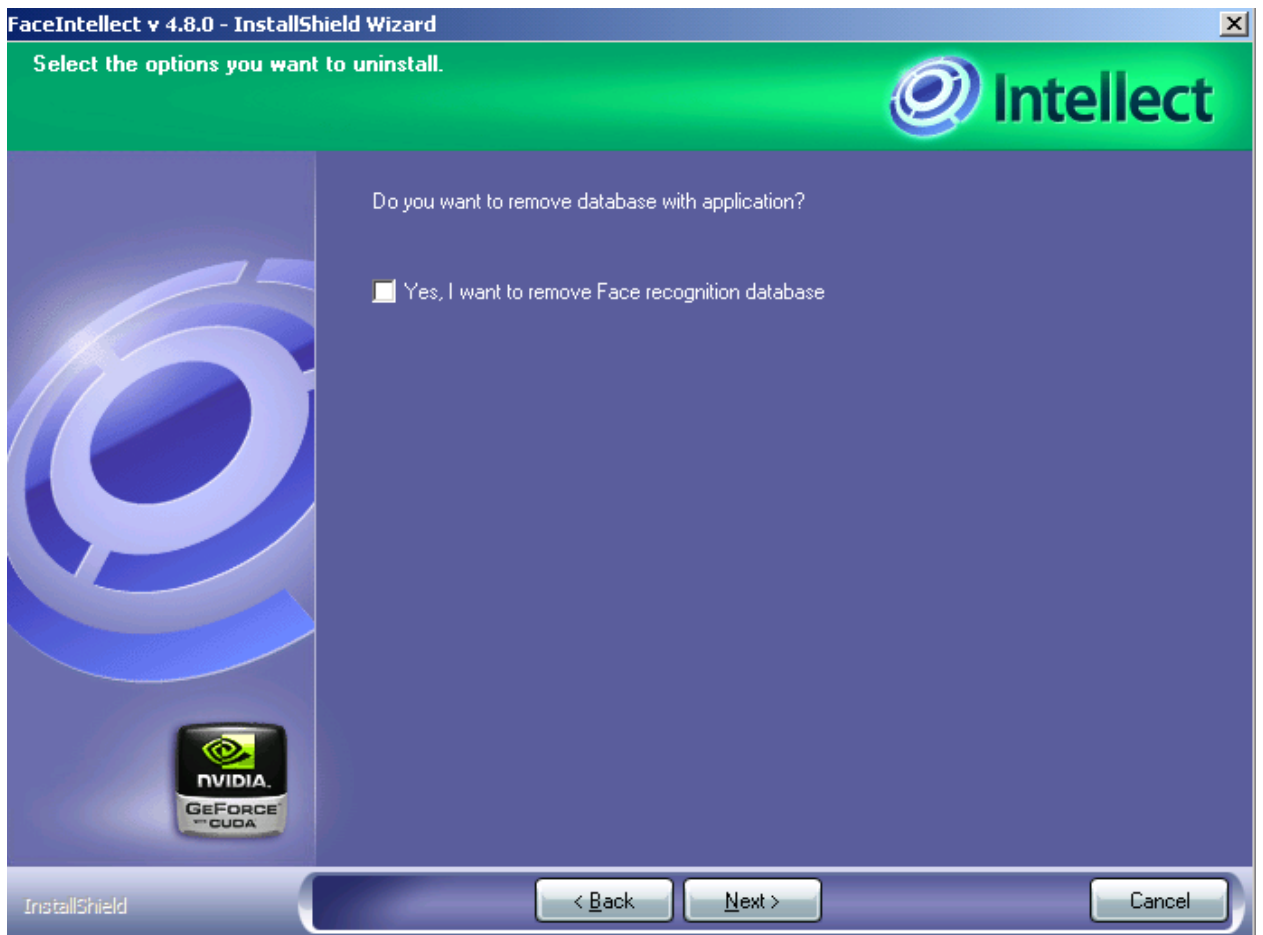 FaceIntellect v 4.8.0 - InstallShield Wizard
Select the options you want to uninstall.
Intellect
Do you want to remove database with application?
Yes, I want to remove Face recognition database
NVIDIA.
GEFORCE
WITH CUDA
InstallShield
< Back
Next >
Cancel